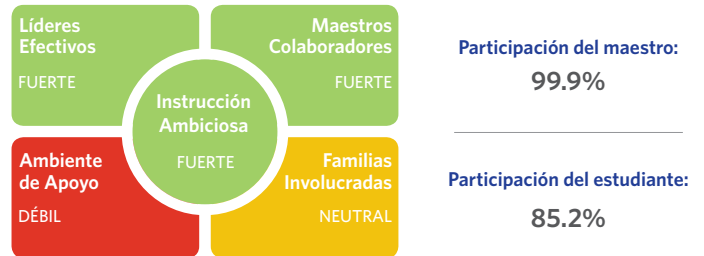 Líderes
Efectivos
FUERTE
Maestros
Colaboradores
FUERTE
Instrucción
Ambiciosa
FUERTE
Ambiente
de Apoyo
DÉBIL
Familias
Involucradas
NEUTRAL
Participación del maestro:
99.9%
Participación del estudiante:
85.2%